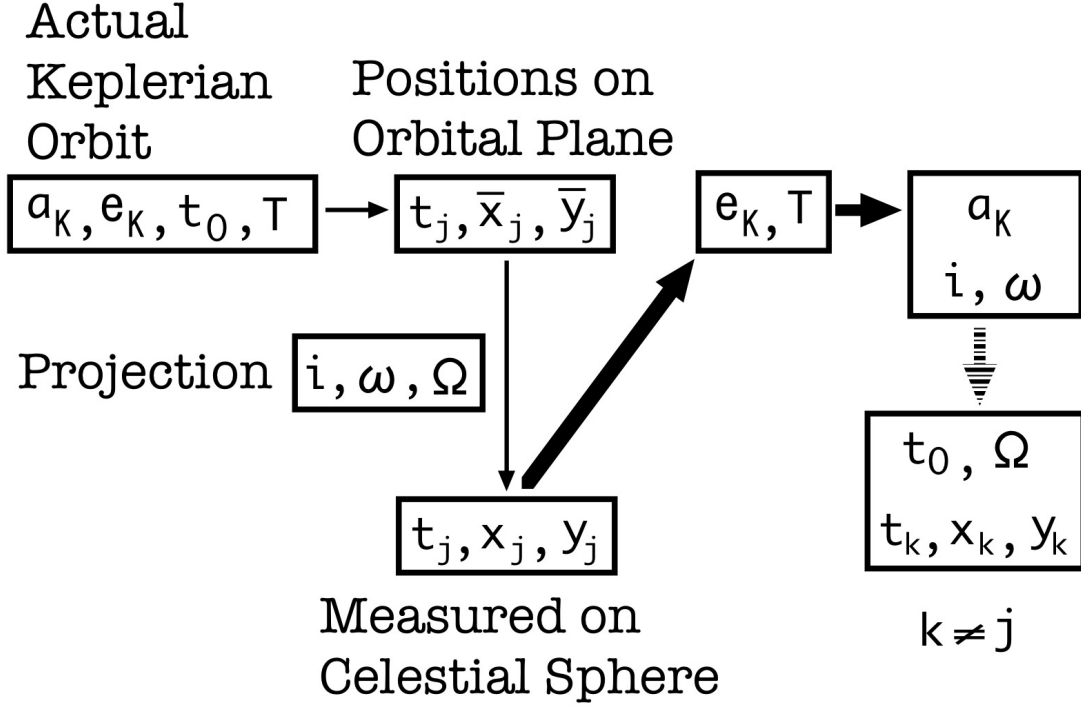 Actual
Keplerian
Orbit
a_K, e_K, t_0, T
Positions on
Orbital Plane
t_j, x̅_j, y̅_j
Projection
i, ω, Ω
t_j, x_j, y_j
Measured on
Celestial Sphere
e_K, T
a_K
i, ω
t_0, Ω
t_k, x_k, y_k
k ≠ j